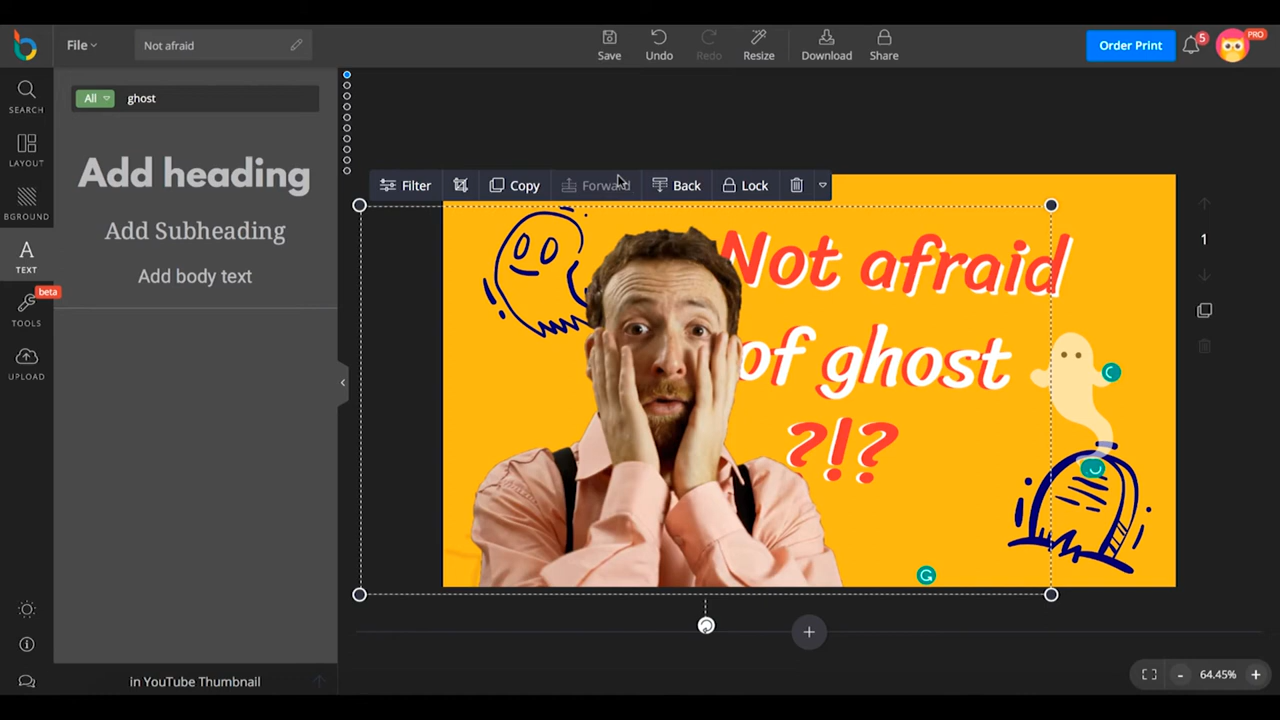 File
Not afraid
Save
Undo
Redo
Resize
Download
Share
Order Print
5
PRO
SEARCH
LAYOUT
BGROUND
TEXT
beta
TOOLS
UPLOAD
All
ghost
Add heading
Add Subheading
Add body text
in YouTube Thumbnail
Filter
Copy
Forward
Back
Lock
Not afraid
of ghost
?!?
1
- 64.45% +